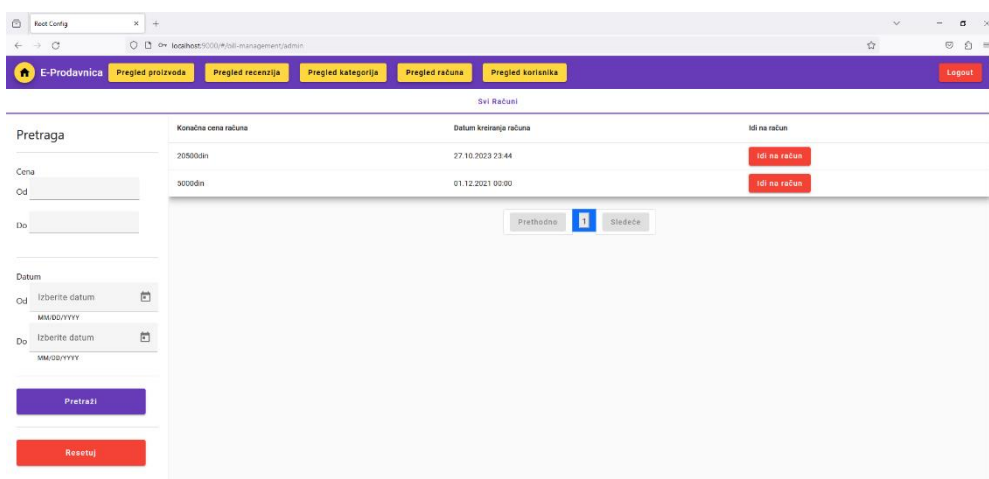 Root Config
localhost:9000/#/bill-management/admin
E-Prodavnica Pregled proizvoda Pregled recenzija Pregled kategorija Pregled računa Pregled korisnika Logout
Svi Računi
Pretraga
Konačna cena računa Datum kreiranja računa Idi na račun
20500din 27.10.2023 23:44 Idi na račun
5000din 01.12.2021 00:00 Idi na račun
Prethodno 1 Sledeće
Cena
Od
Do
Datum
Od Izberite datum
MM/DD/YYYY
Do Izberite datum
MM/DD/YYYY
Pretraži
Resetuj